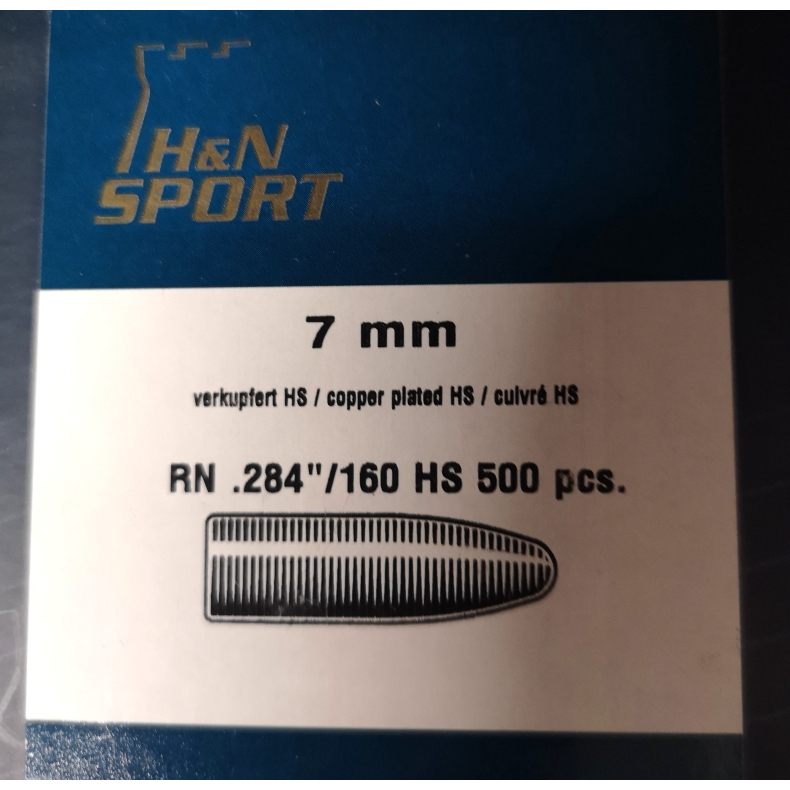 H&N
SPORT
7 mm
verkupfert HS / copper plated HS / cuivré HS
RN .284"/160 HS 500 pcs.